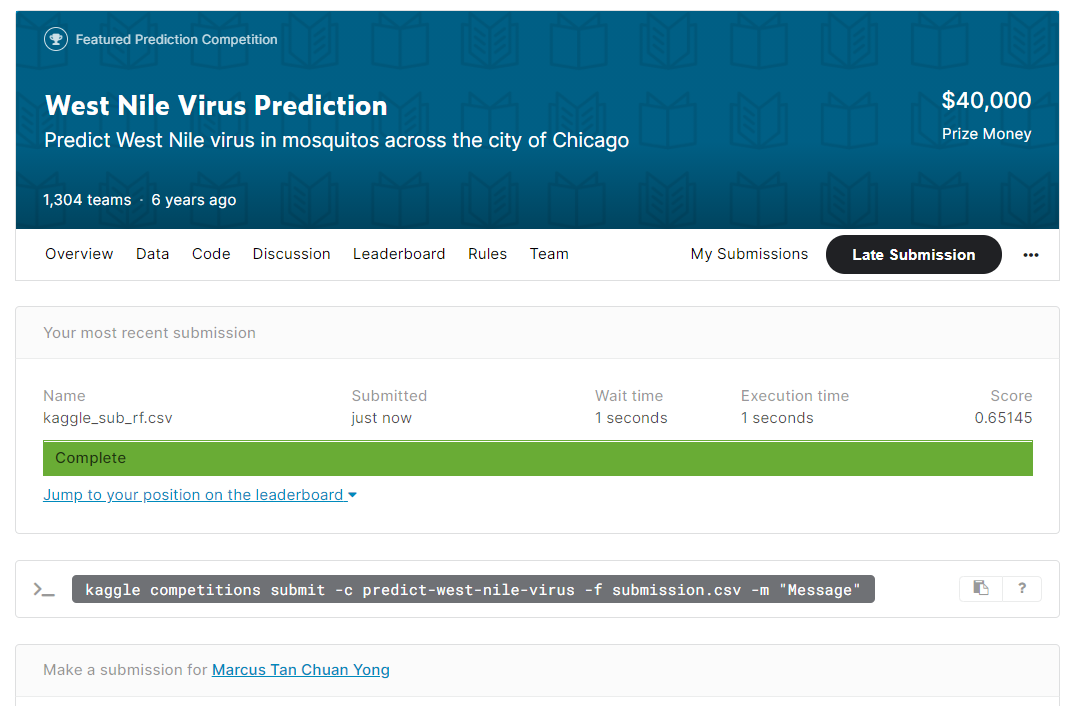 Featured Prediction Competition
West Nile Virus Prediction
$40,000
Predict West Nile virus in mosquitos across the city of Chicago
Prize Money
1,304 teams · 6 years ago
Overview Data Code Discussion Leaderboard Rules Team My Submissions Late Submission ...
Your most recent submission
Name Submitted Wait time Execution time Score
kaggle_sub_rf.csv just now 1 seconds 1 seconds 0.65145
Complete
Jump to your position on the leaderboard
>_ kaggle competitions submit -c predict-west-nile-virus -f submission.csv -m "Message" ?
Make a submission for Marcus Tan Chuan Yong